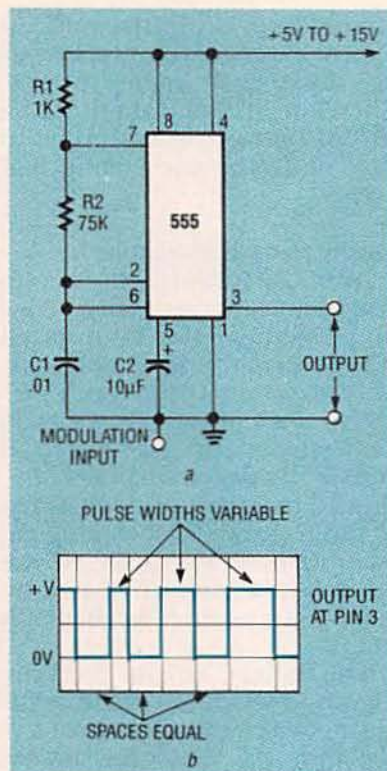 +5V TO +15V
R1
1K
8
4
7
R2
75K
555
2
6
3
5
1
C1
.01
C2
10µF
+
OUTPUT
MODULATION
INPUT
a
PULSE WIDTHS VARIABLE
+V
OUTPUT
AT PIN 3
0V
SPACES EQUAL
b